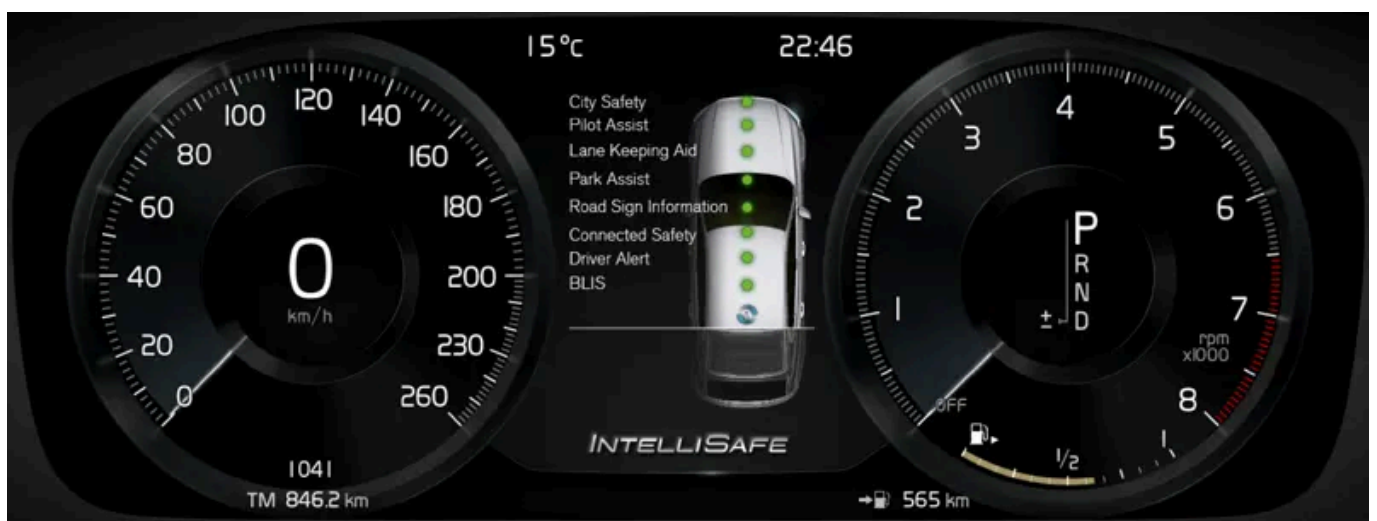 15°c
22:46
0
20
40
60
80
100
120
140
160
180
200
230
260
0
km/h
1041
TM 846.2 km
City Safety
Pilot Assist
Lane Keeping Aid
Park Assist
Road Sign Information
Connected Safety
Driver Alert
BLIS
INTELLISAFE
OFF
1
2
3
4
5
6
7
8
rpm
x1000
P
R
N
± D
1/2
1
565 km